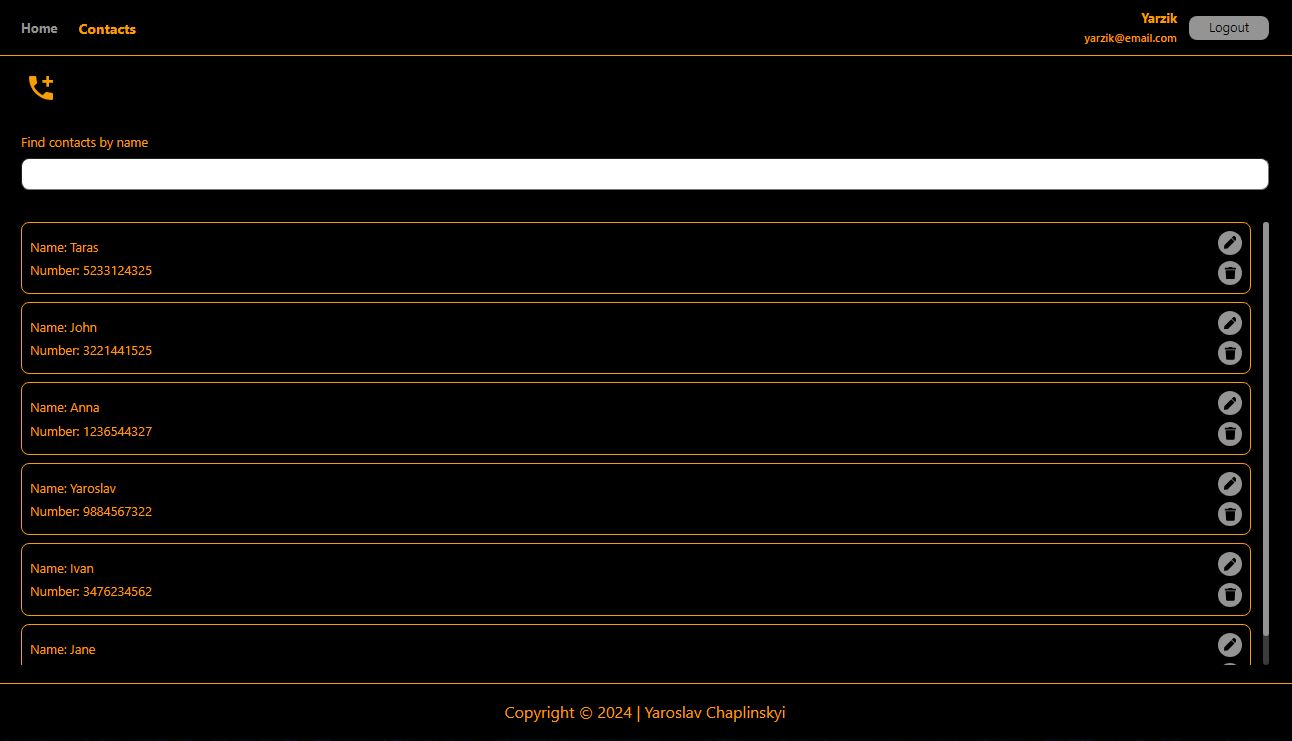 Home Contacts
Yarzik
yarzik@email.com
Logout
Find contacts by name
Name: Taras
Number: 5233124325
Name: John
Number: 3221441525
Name: Anna
Number: 1236544327
Name: Yaroslav
Number: 9884567322
Name: Ivan
Number: 3476234562
Name: Jane
Copyright © 2024 | Yaroslav Chaplinskyi